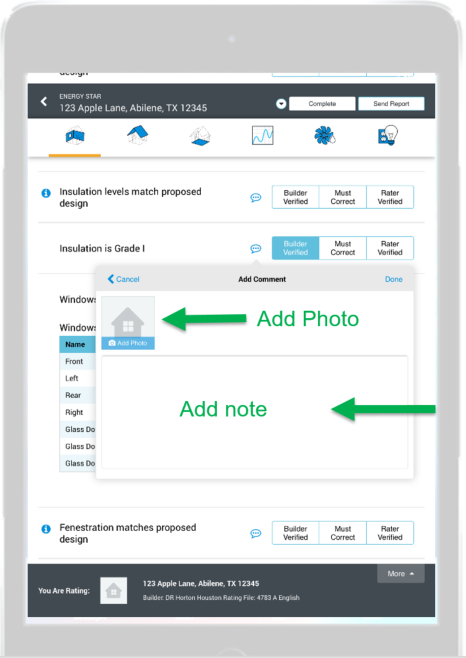 design
ENERGY STAR
123 Apple Lane, Abilene, TX 12345
Complete
Send Report
Insulation levels match proposed
design
Builder
Verified
Must
Correct
Rater
Verified
Insulation is Grade I
Builder
Verified
Must
Correct
Rater
Verified
Cancel
Add Comment
Done
Add Photo
Add Photo
Add note
Windows
Windows
Name
Front
Left
Rear
Right
Glass Do
Glass Do
Glass Do
Fenestration matches proposed
design
Builder
Verified
Must
Correct
Rater
Verified
More
You Are Rating:
123 Apple Lane, Abilene, TX 12345
Builder: DR Horton Houston Rating File: 4783 A English